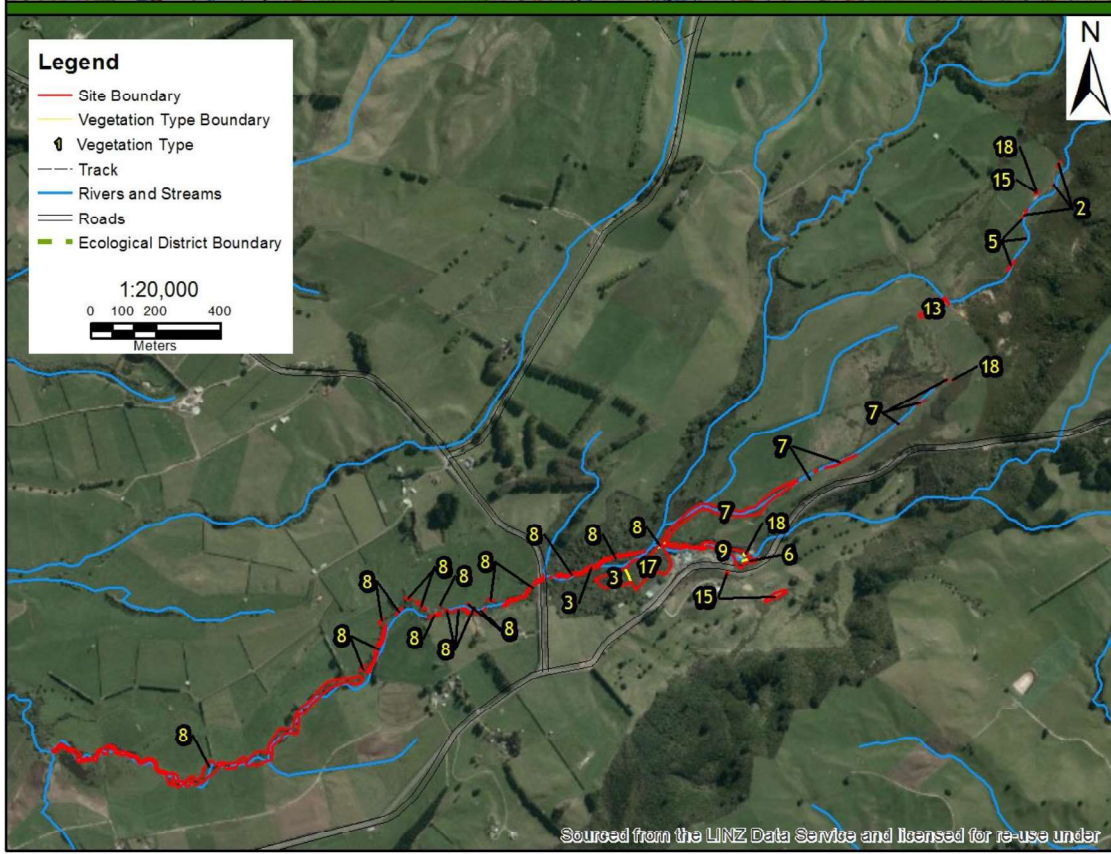 N
Legend
Site Boundary
Vegetation Type Boundary
1 Vegetation Type
Track
Rivers and Streams
Roads
Ecological District Boundary
1:20,000
0 100 200 400
Meters
18
15
2
5
13
18
7
7
7
8
8
8
18
9
6
17
3
3
15
8
8
8
8
8
8
8
8
8
8
Sourced from the LINZ Data Service and licensed for re-use under